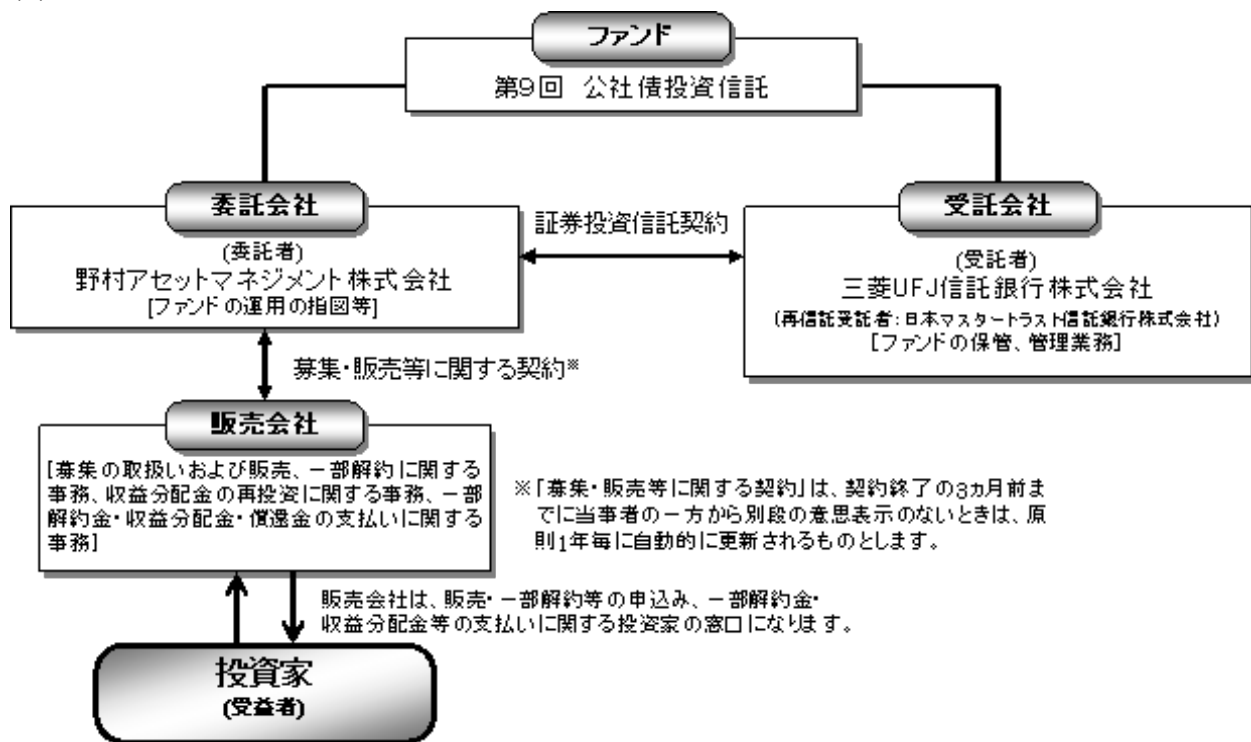 ファンド
第9回 公社債投資信託
委託会社
(委託者)
野村アセットマネジメント株式会社
[ファンドの運用の指図等]
証券投資信託契約
受託会社
(受託者)
三菱UFJ信託銀行株式会社
(再信託受託者:日本マスタートラスト信託銀行株式会社)
[ファンドの保管、管理業務]
募集・販売等に関する契約※
販売会社
[募集の取扱いおよび販売、一部解約に関する
事務、収益分配金の再投資に関する事務、一部
解約金・収益分配金・償還金の支払いに関する
事務]
※「募集・販売等に関する契約」は、契約終了の3ヵ月前ま
でに当事者の一方から別段の意思表示のないときは、原
則1年毎に自動的に更新されるものとします。
販売会社は、販売・一部解約等の申込み、一部解約金・
収益分配金等の支払いに関する投資家の窓口になります。
投資家
(受益者)